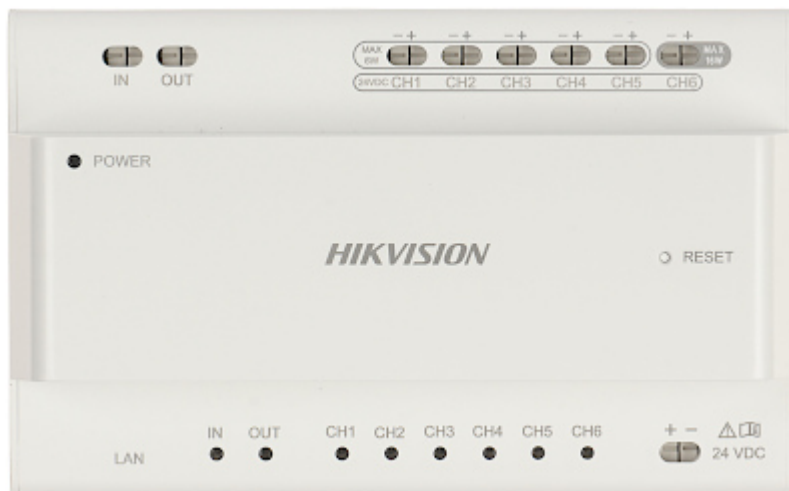 - + - + - + - + - + - +
MAX 6W MAX 16W
IN OUT 24VDC CH1 CH2 CH3 CH4 CH5 CH6
POWER
HIKVISION
RESET
IN OUT CH1 CH2 CH3 CH4 CH5 CH6 + -
LAN 24 VDC